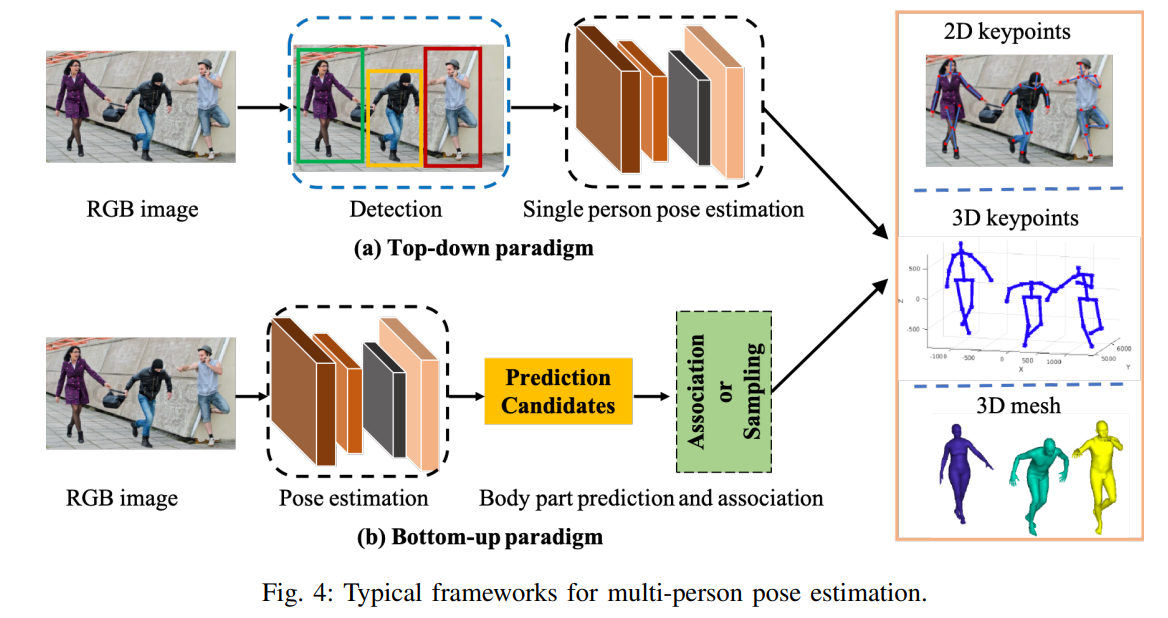 RGB image
Detection
Single person pose estimation
(a) Top-down paradigm
RGB image
Pose estimation
Prediction
Candidates
Association
or
Sampling
Body part prediction and association
(b) Bottom-up paradigm
2D keypoints
3D keypoints
500
0
-500
Z
-1000
-500
0
500
1000
X
5000
6000
Y
3D mesh
Fig. 4: Typical frameworks for multi-person pose estimation.